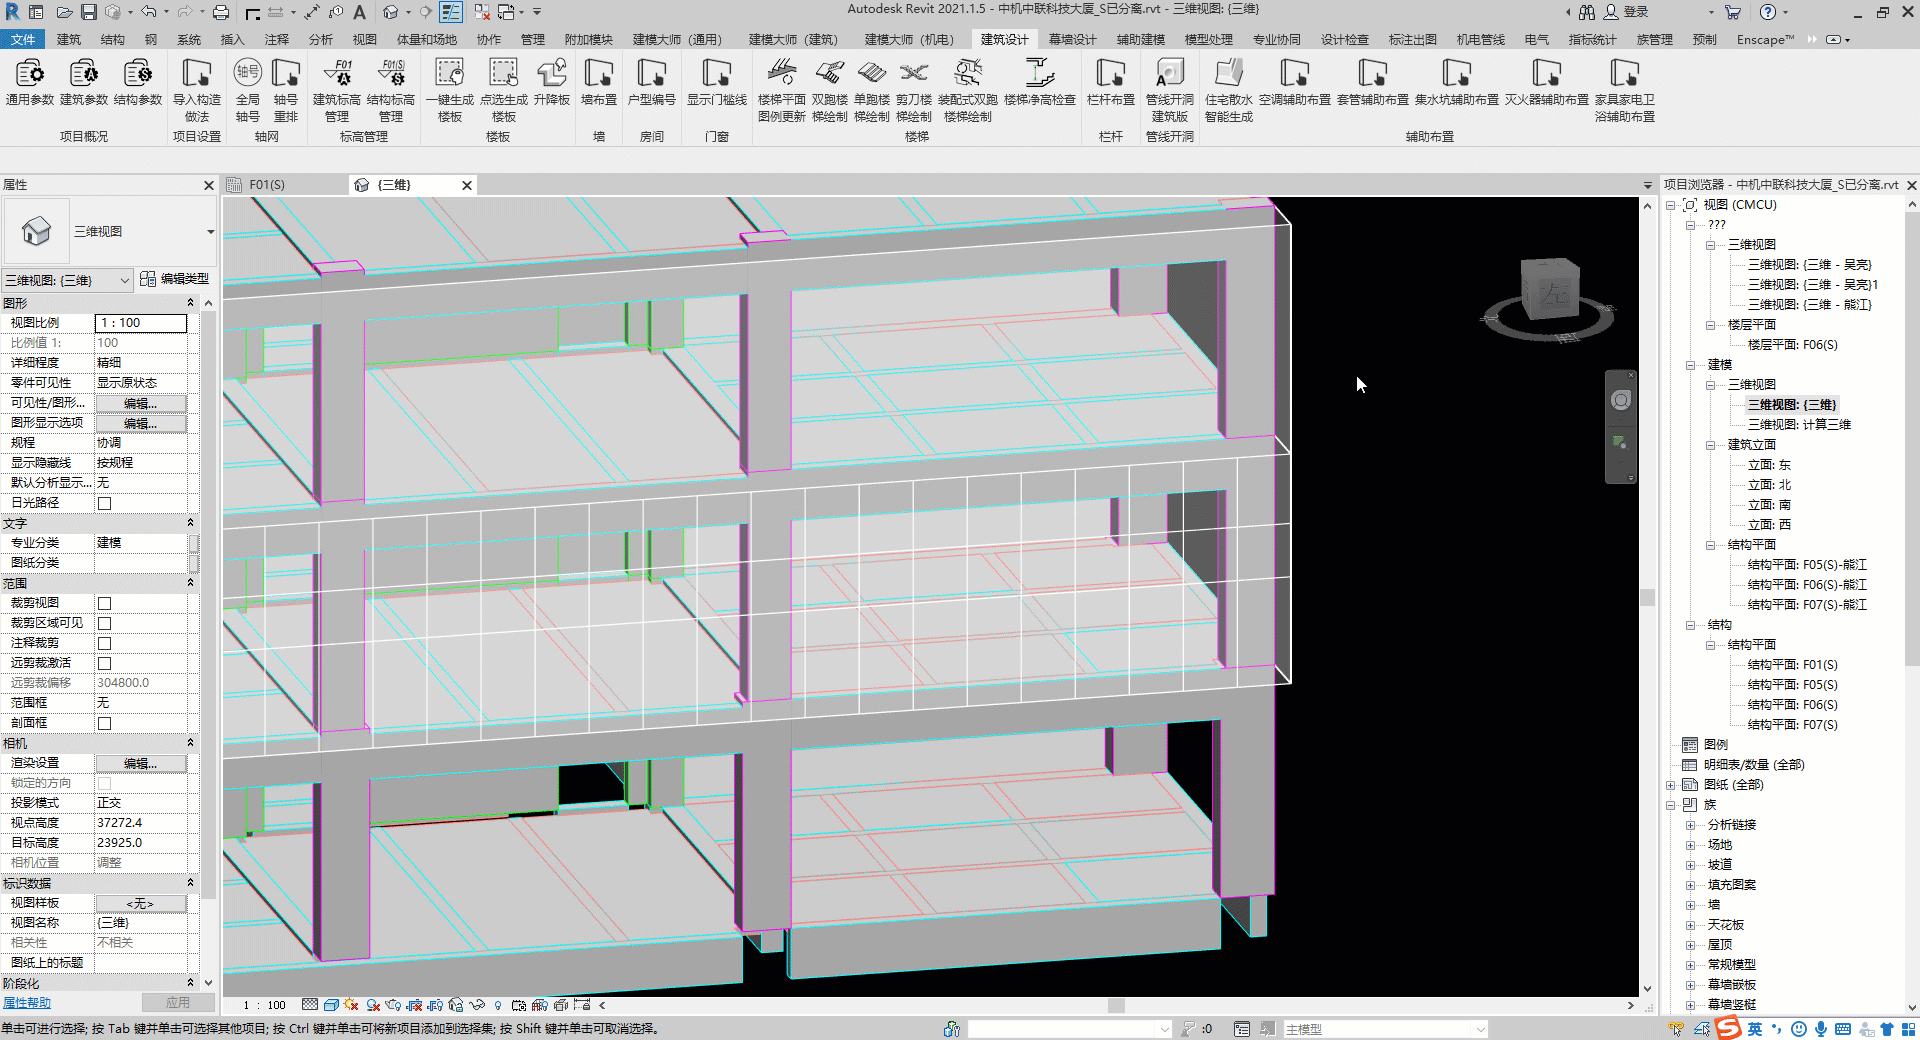 Autodesk Revit 2021.1.5 - 中机中联科技大厦_S已分离.rvt - 三维视图: {三维}
登录
文件 建筑 结构 钢 系统 插入 注释 分析 视图 体量和场地 协作 管理 附加模块 建模大师（通用） 建模大师（建筑） 建模大师（机电） 建筑设计 幕墙设计 辅助建模 模型处理 专业协同 设计检查 标注出图 机电管线 电气 指标统计 族管理 预制 Enscape™
通用参数 建筑参数 结构参数
项目概况
导入构造做法
项目设置
全局轴号 轴号重排
轴网
建筑标高管理 结构标高管理
标高管理
一键生成楼板 点选生成楼板 升降板
楼板
墙布置
墙
户型编号
房间
显示门槛线
门窗
楼梯平面图例更新 双跑楼梯绘制 单跑楼梯绘制 剪刀楼梯绘制 装配式双跑楼梯绘制 楼梯净高检查
楼梯
栏杆布置
栏杆
管线开洞建筑版
管线开洞
住宅散水智能生成 空调辅助布置 套管辅助布置 集水坑辅助布置 灭火器辅助布置 家具家电卫浴辅助布置
辅助布置
属性
三维视图
三维视图: {三维} 编辑类型
图形
视图比例 1 : 100
比例值 1: 100
详细程度 精细
零件可见性 显示原状态
可见性/图形... 编辑...
图形显示选项 编辑...
规程 协调
显示隐藏线 按规程
默认分析显示... 无
日光路径
文字
专业分类 建模
图纸分类
范围
裁剪视图
裁剪区域可见
注释裁剪
远剪裁激活
远剪裁偏移 304800.0
范围框 无
剖面框
相机
渲染设置 编辑...
锁定的方向
投影模式 正交
视点高度 37272.4
目标高度 23925.0
相机位置 调整
标识数据
视图样板 <无>
视图名称 {三维}
相关性 不相关
图纸上的标题
阶段化
属性帮助 应用
F01(S) {三维}
左
1 : 100
项目浏览器 - 中机中联科技大厦_S已分离.rvt
视图 (CMCU)
???
三维视图
三维视图: {三维 - 吴亮}
三维视图: {三维 - 吴亮}1
三维视图: {三维 - 熊江}
楼层平面
楼层平面: F06(S)
建模
三维视图
三维视图: {三维}
三维视图: 计算三维
建筑立面
立面: 东
立面: 北
立面: 南
立面: 西
结构平面
结构平面: F05(S)-熊江
结构平面: F06(S)-熊江
结构平面: F07(S)-熊江
结构
结构平面
结构平面: F01(S)
结构平面: F05(S)
结构平面: F06(S)
结构平面: F07(S)
图例
明细表/数量 (全部)
图纸 (全部)
族
分析链接
场地
坡道
填充图案
墙
天花板
屋顶
常规模型
幕墙嵌板
幕墙竖梃
单击可进行选择; 按 Tab 键并单击可选择其他项目; 按 Ctrl 键并单击可将新项目添加到选择集; 按 Shift 键并单击可取消选择。
:0 主模型
英